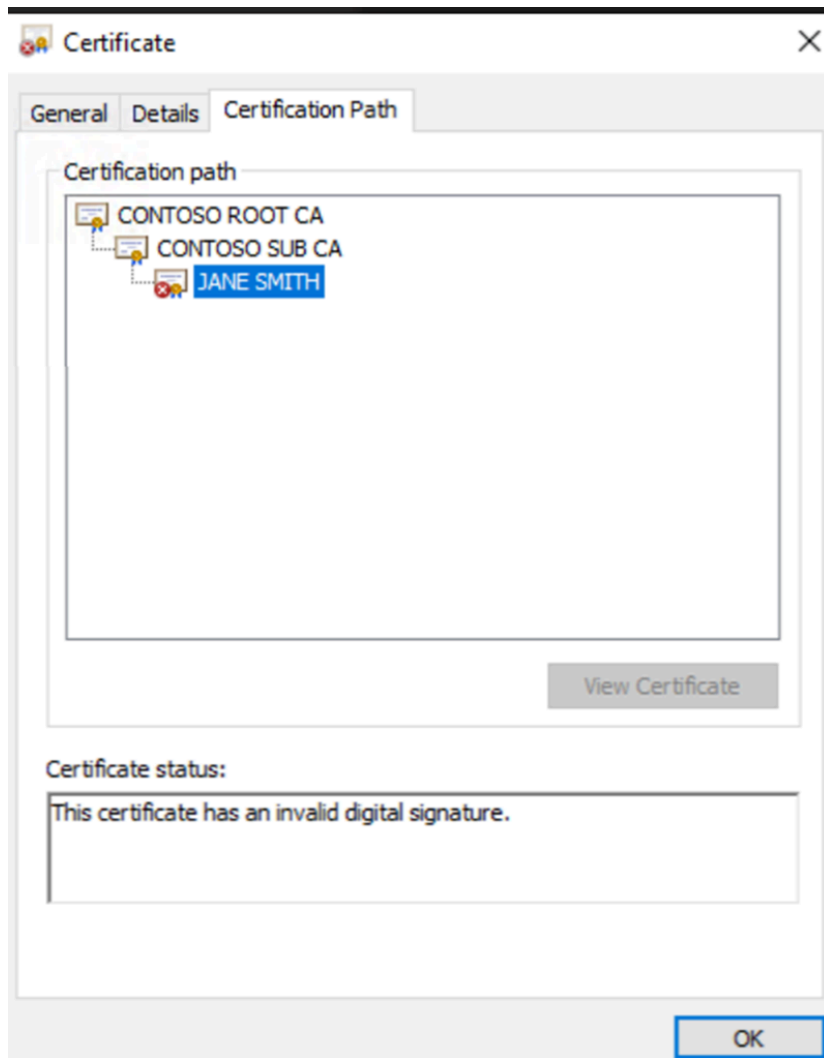 Certificate
General Details Certification Path
Certification path
CONTOSO ROOT CA
CONTOSO SUB CA
JANE SMITH
View Certificate
Certificate status:
This certificate has an invalid digital signature.
OK